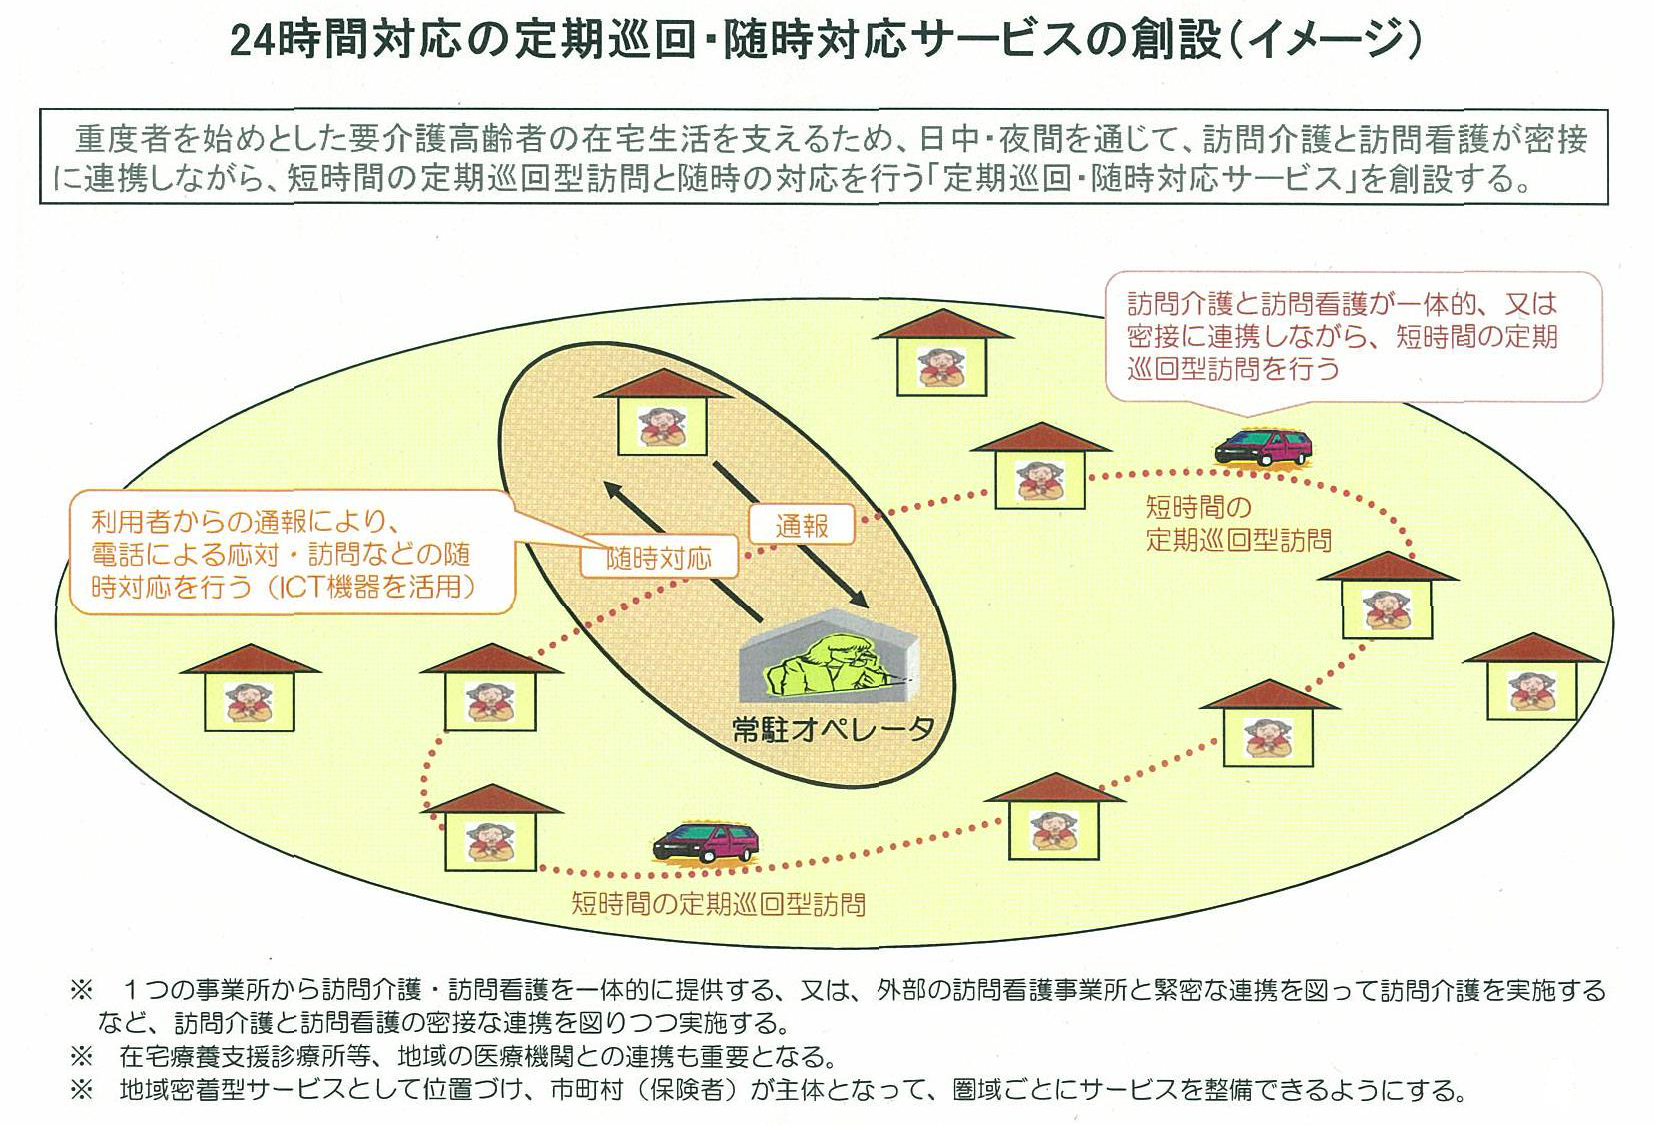 24時間対応の定期巡回・随時対応サービスの創設（イメージ）
重度者を始めとした要介護高齢者の在宅生活を支えるため、日中・夜間を通じて、訪問介護と訪問看護が密接
に連携しながら、短時間の定期巡回型訪問と随時の対応を行う「定期巡回・随時対応サービス」を創設する。
訪問介護と訪問看護が一体的、又は
密接に連携しながら、短時間の定期
巡回型訪問を行う
利用者からの通報により、
電話による応対・訪問などの随
時対応を行う（ICT機器を活用）
通報
随時対応
短時間の
定期巡回型訪問
常駐オペレータ
短時間の定期巡回型訪問
※　１つの事業所から訪問介護・訪問看護を一体的に提供する、又は、外部の訪問看護事業所と緊密な連携を図って訪問介護を実施する
など、訪問介護と訪問看護の密接な連携を図りつつ実施する。
※　在宅療養支援診療所等、地域の医療機関との連携も重要となる。
※　地域密着型サービスとして位置づけ、市町村（保険者）が主体となって、圏域ごとにサービスを整備できるようにする。